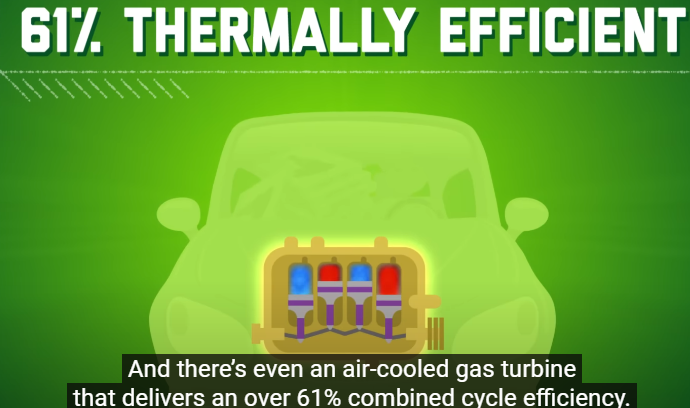 61% THERMALLY EFFICIENT
And there's even an air-cooled gas turbine
that delivers an over 61% combined cycle efficiency.